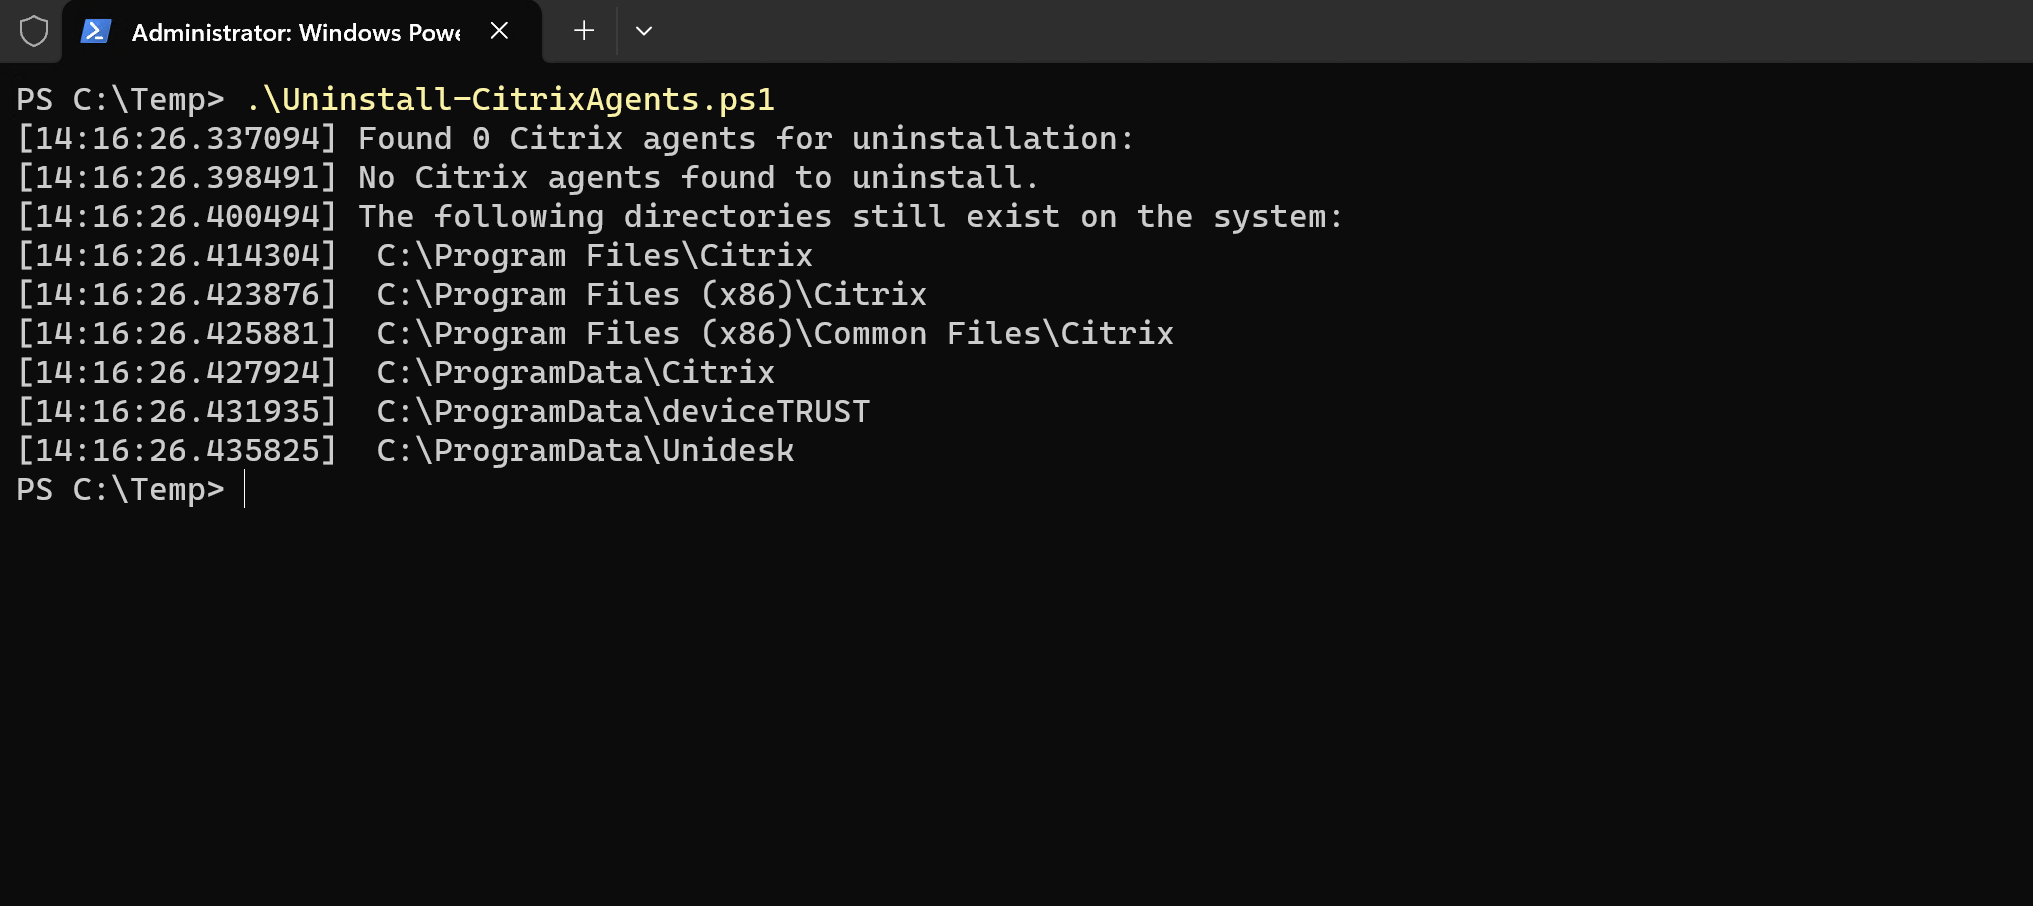 Administrator: Windows Powe
PS C:\Temp> .\Uninstall-CitrixAgents.ps1
[14:16:26.337094] Found 0 Citrix agents for uninstallation:
[14:16:26.398491] No Citrix agents found to uninstall.
[14:16:26.400494] The following directories still exist on the system:
[14:16:26.414304]  C:\Program Files\Citrix
[14:16:26.423876]  C:\Program Files (x86)\Citrix
[14:16:26.425881]  C:\Program Files (x86)\Common Files\Citrix
[14:16:26.427924]  C:\ProgramData\Citrix
[14:16:26.431935]  C:\ProgramData\deviceTRUST
[14:16:26.435825]  C:\ProgramData\Unidesk
PS C:\Temp>